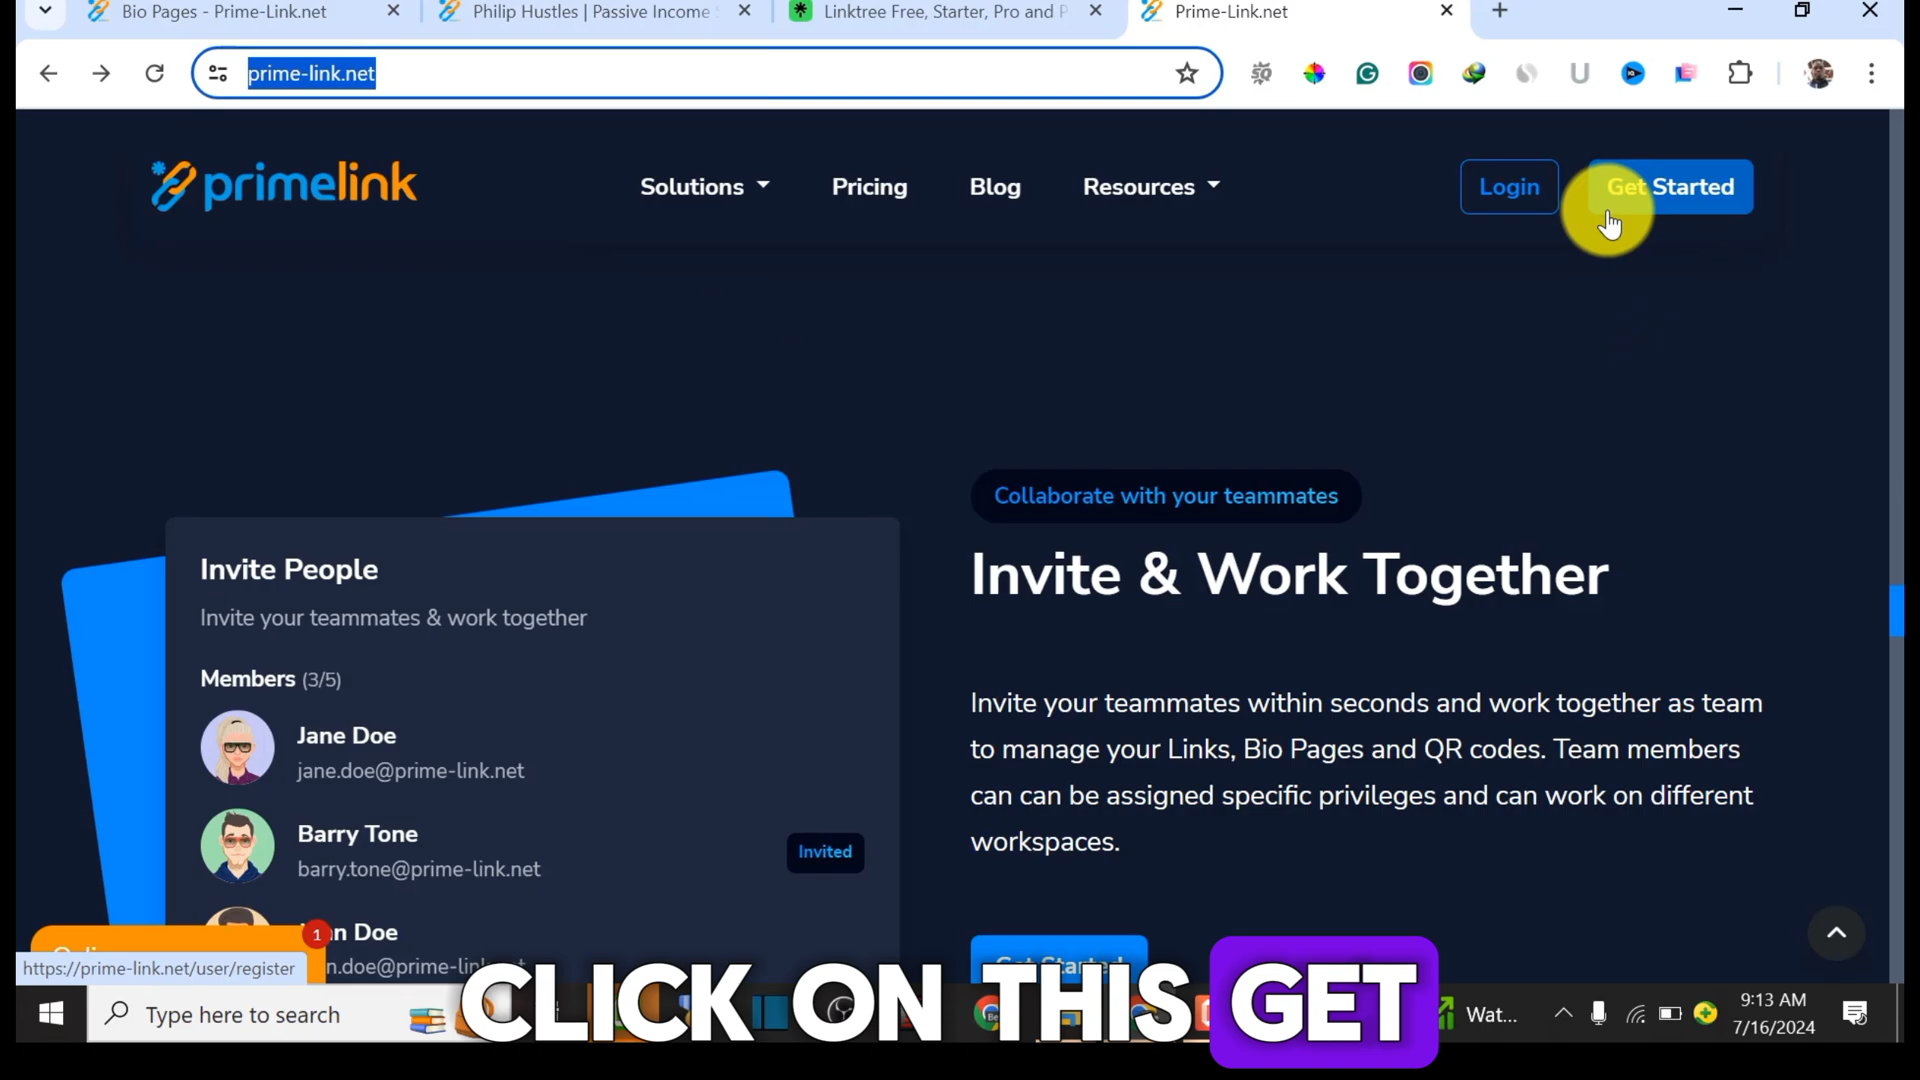 Bio Pages - Prime-Link.net
Philip Hustles | Passive Income
Linktree Free, Starter, Pro and P
Prime-Link.net
prime-link.net
primelink
Solutions
Pricing
Blog
Resources
Login
Get Started
Collaborate with your teammates
Invite & Work Together
Invite your teammates within seconds and work together as team
to manage your Links, Bio Pages and QR codes. Team members
can can be assigned specific privileges and can work on different
workspaces.
Get Started
Invite People
Invite your teammates & work together
Members (3/5)
Jane Doe
jane.doe@prime-link.net
Barry Tone
barry.tone@prime-link.net
Invited
n Doe
n.doe@prime-link.net
1
https://prime-link.net/user/register
CLICK ON THIS GET
Type here to search
Wat...
9:13 AM
7/16/2024